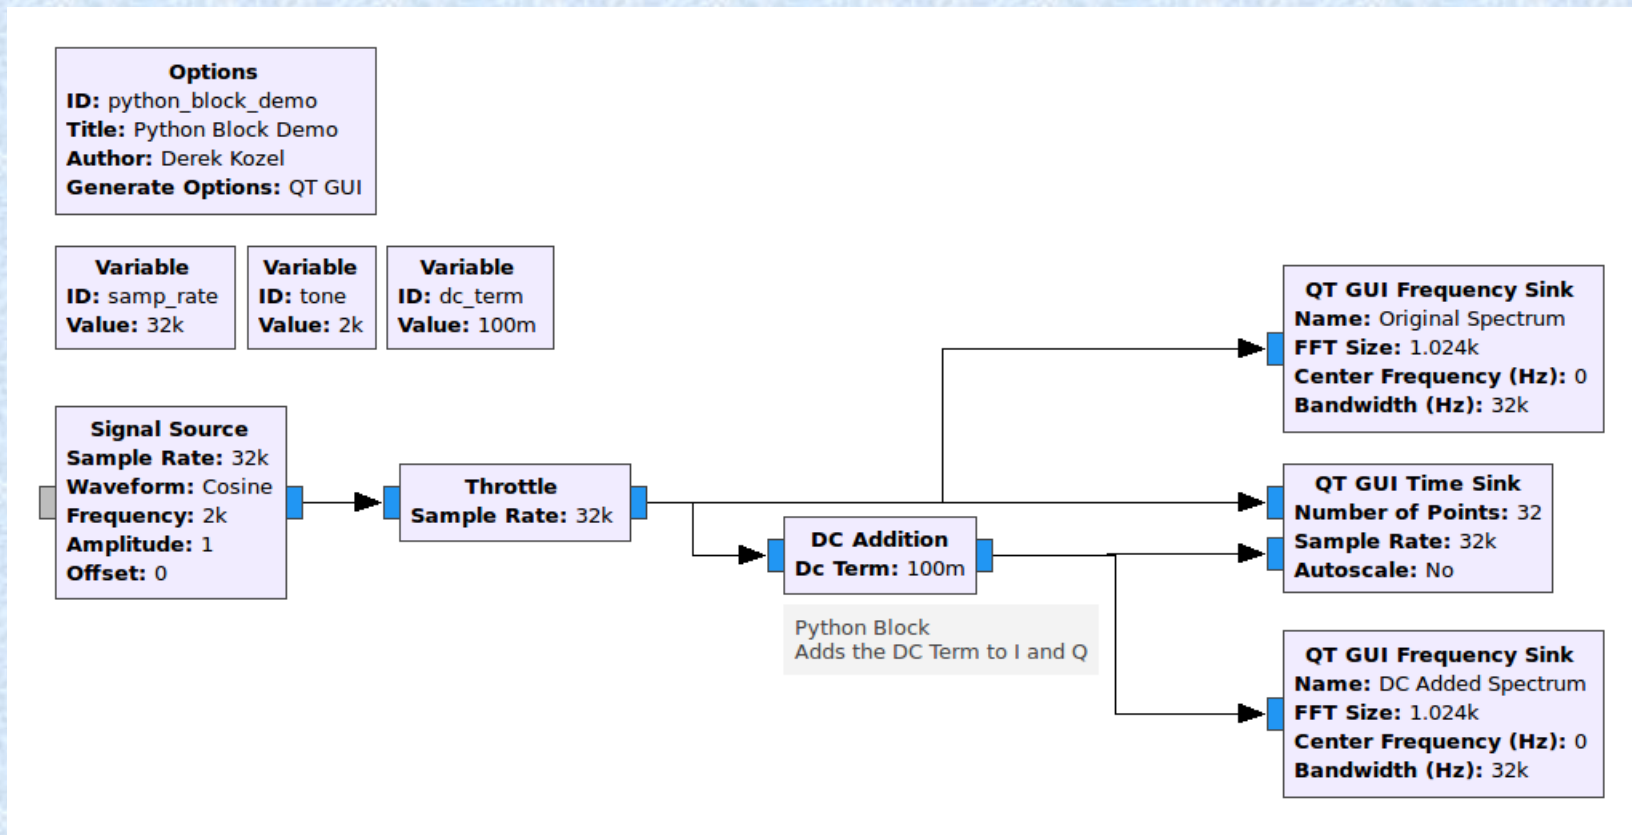 Options
ID: python_block_demo
Title: Python Block Demo
Author: Derek Kozel
Generate Options: QT GUI
Variable
ID: samp_rate
Value: 32k
Variable
ID: tone
Value: 2k
Variable
ID: dc_term
Value: 100m
Signal Source
Sample Rate: 32k
Waveform: Cosine
Frequency: 2k
Amplitude: 1
Offset: 0
Throttle
Sample Rate: 32k
DC Addition
Dc Term: 100m
Python Block
Adds the DC Term to I and Q
QT GUI Frequency Sink
Name: Original Spectrum
FFT Size: 1.024k
Center Frequency (Hz): 0
Bandwidth (Hz): 32k
QT GUI Time Sink
Number of Points: 32
Sample Rate: 32k
Autoscale: No
QT GUI Frequency Sink
Name: DC Added Spectrum
FFT Size: 1.024k
Center Frequency (Hz): 0
Bandwidth (Hz): 32k